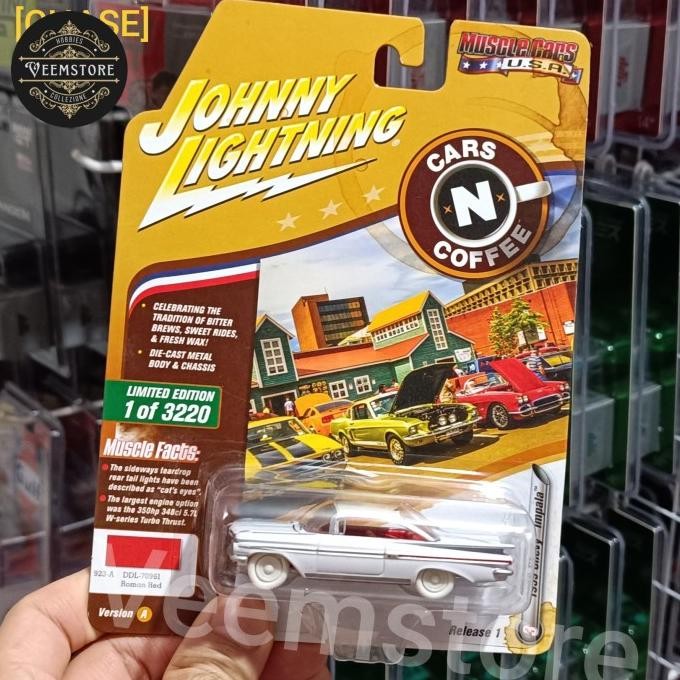 [CHASE]
HOBBIES
VEEMSTORE
COLLEZIONE
MUSCLE CARS
U.S.A.
JOHNNY
LIGHTNING
CARS
N
COFFEE
CELEBRATING THE
TRADITION OF BITTER
BREWS, SWEET RIDES,
& FRESH WAX!
DIE-CAST METAL
BODY & CHASSIS
LIMITED EDITION
1 of 3220
Muscle Facts:
The sideways teardrop
rear tail lights have been
described as "cat's eyes".
The largest engine option
was the 350hp 348ci 5.7L
W-series Turbo Thrust.
923-A DDL-70961
Roman Red
Version A
1959 Chevy® Impala™
Release 1
Veemstore